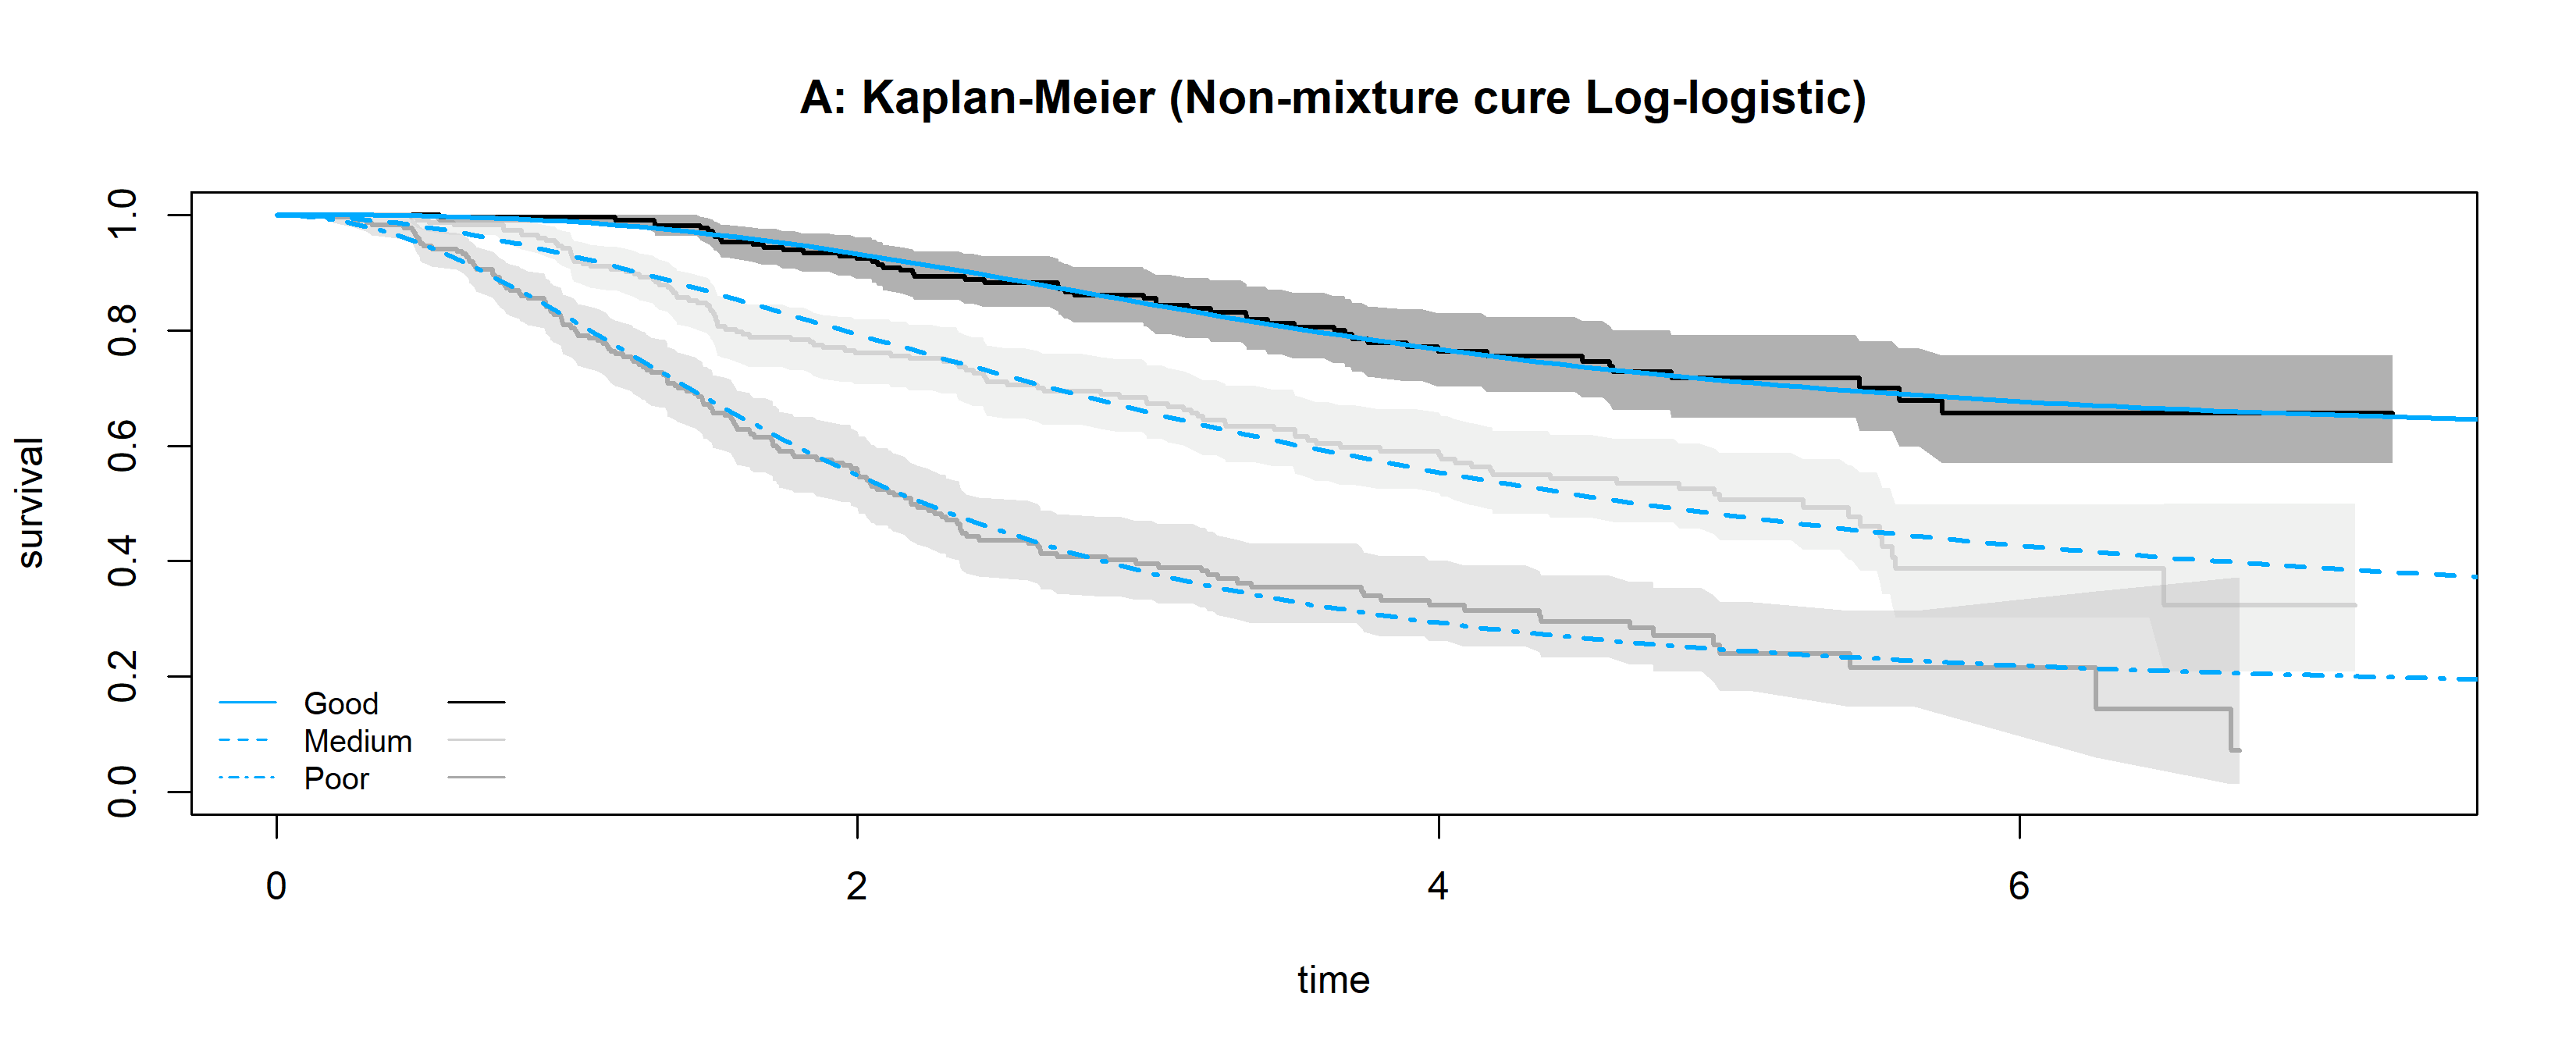 A: Kaplan-Meier (Non-mixture cure Log-logistic)
survival
1.0
0.8
0.6
0.4
0.2
0.0
Good
Medium
Poor
0 2 4 6
time